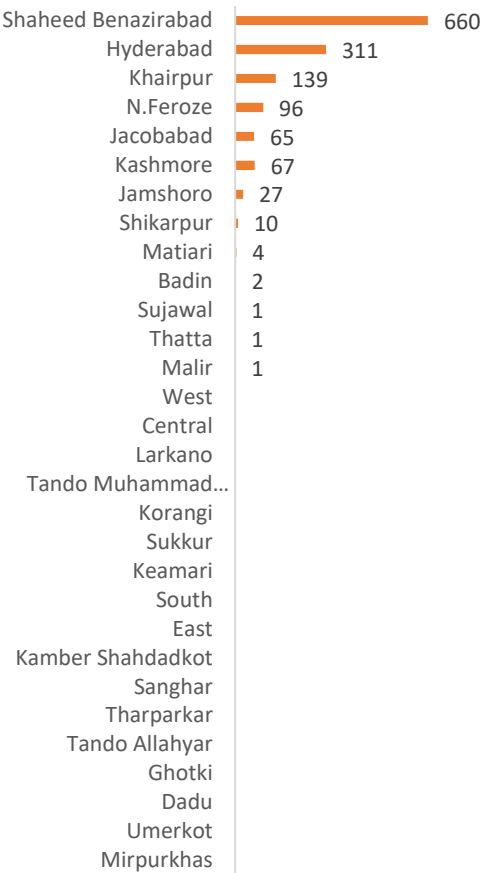 Shaheed Benazirabad 660
Hyderabad 311
Khairpur 139
N.Feroze 96
Jacobabad 65
Kashmore 67
Jamshoro 27
Shikarpur 10
Matiari 4
Badin 2
Sujawal 1
Thatta 1
Malir 1
West
Central
Larkano
Tando Muhammad…
Korangi
Sukkur
Keamari
South
East
Kamber Shahdadkot
Sanghar
Tharparkar
Tando Allahyar
Ghotki
Dadu
Umerkot
Mirpurkhas